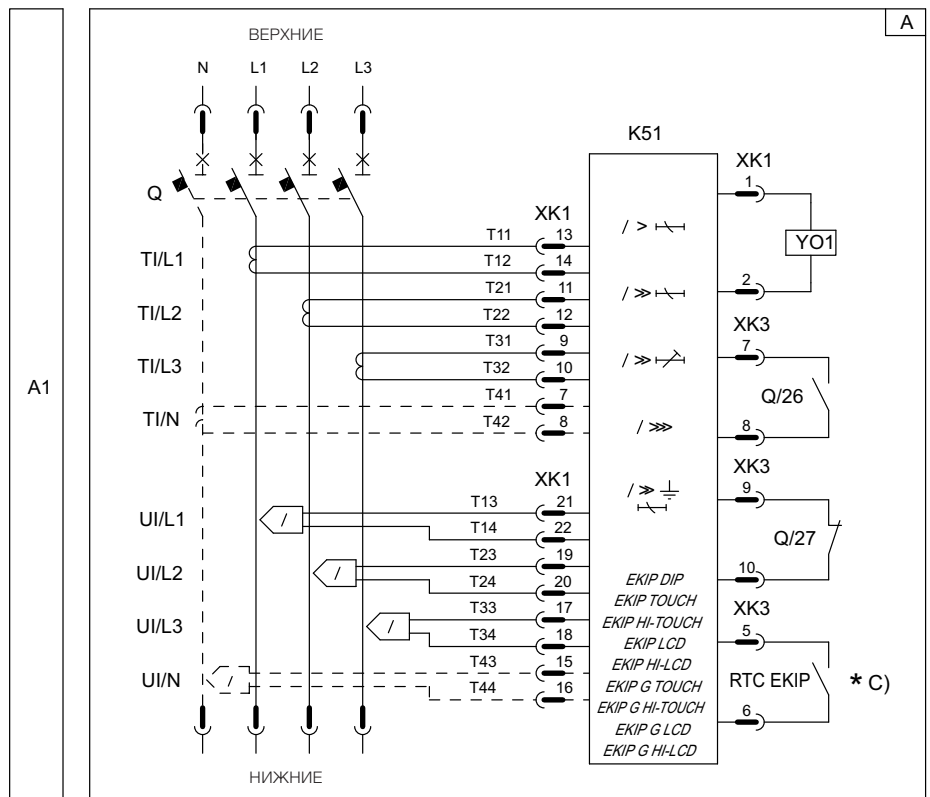 A
ВЕРХНИЕ
N L1 L2 L3
K51
XK1
1
Q
XK1
T11 13
I >
YO1
TI/L1
T12 14
T21 11
I >>
2
TI/L2
T22 12
XK3
T31 9
7
I >>
TI/L3
T32 10
A1
T41 7
Q/26
TI/N
T42 8
I >>>
8
XK3
XK1
I >>
9
T13 21
UI/L1
T14 22
Q/27
T23 19
UI/L2
T24 20
EKIP DIP
10
EKIP TOUCH
XK3
T33 17
EKIP HI-TOUCH
5
UI/L3
T34 18
EKIP LCD
T43 15
EKIP HI-LCD
UI/N
EKIP G TOUCH
RTC EKIP
* C)
T44 16
EKIP G HI-TOUCH
6
EKIP G LCD
EKIP G HI-LCD
НИЖНИЕ